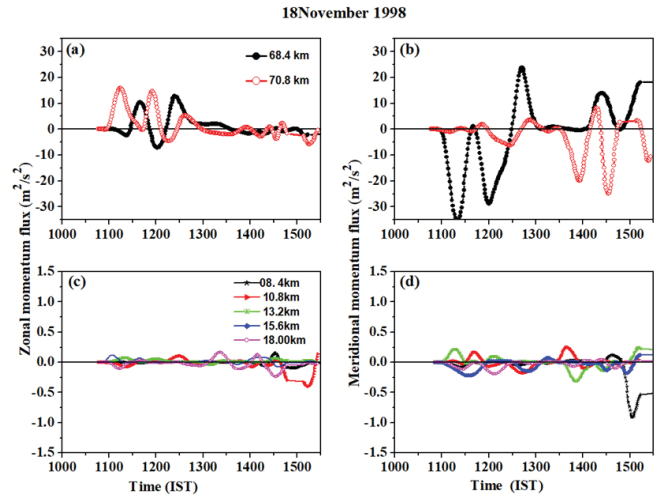 18November 1998
(a)
68.4 km
70.8 km
(b)
Zonal momentum flux (m²/s²)
Meridional momentum flux (m²/s²)
30
20
10
0
-10
-20
-30
1000 1100 1200 1300 1400 1500
30
20
10
0
-10
-20
-30
1000 1100 1200 1300 1400 1500
(c)
08. 4km
10.8km
13.2km
15.6km
18.00km
(d)
1.5
1.0
0.5
0.0
-0.5
-1.0
-1.5
1000 1100 1200 1300 1400 1500
Time (IST)
1.5
1.0
0.5
0.0
-0.5
-1.0
-1.5
1000 1100 1200 1300 1400 1500
Time (IST)